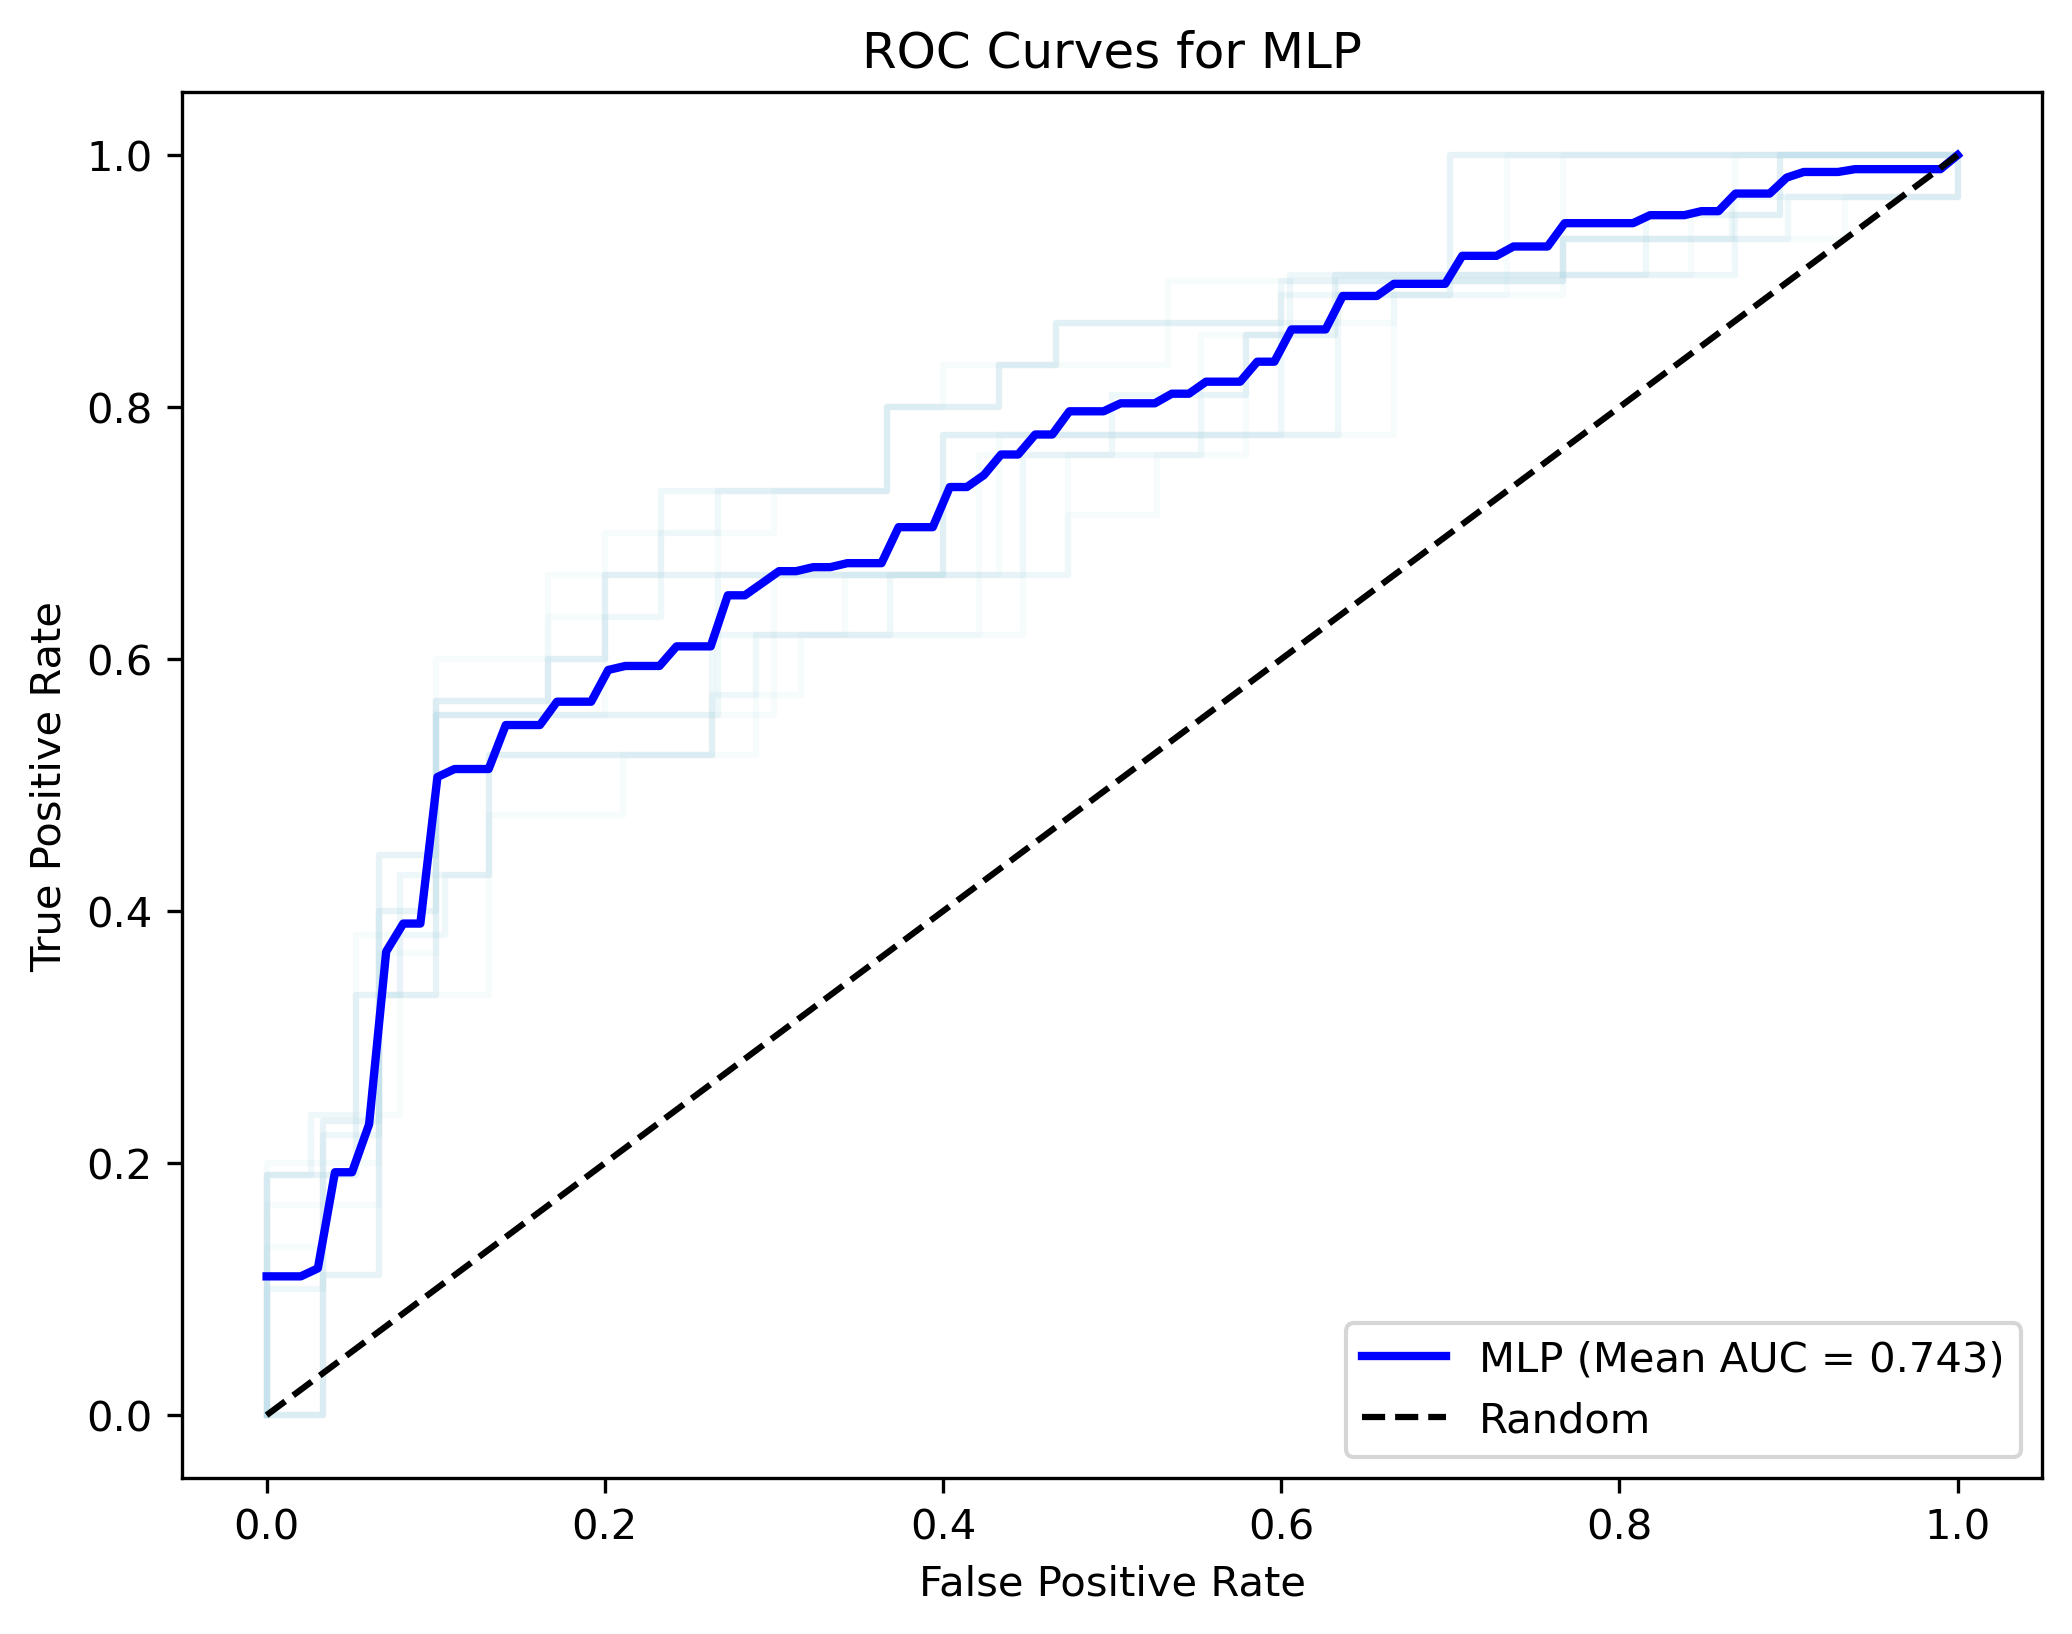 ROC Curves for MLP
True Positive Rate
1.0
0.8
0.6
0.4
0.2
0.0
MLP (Mean AUC = 0.743)
Random
0.0 0.2 0.4 0.6 0.8 1.0
False Positive Rate